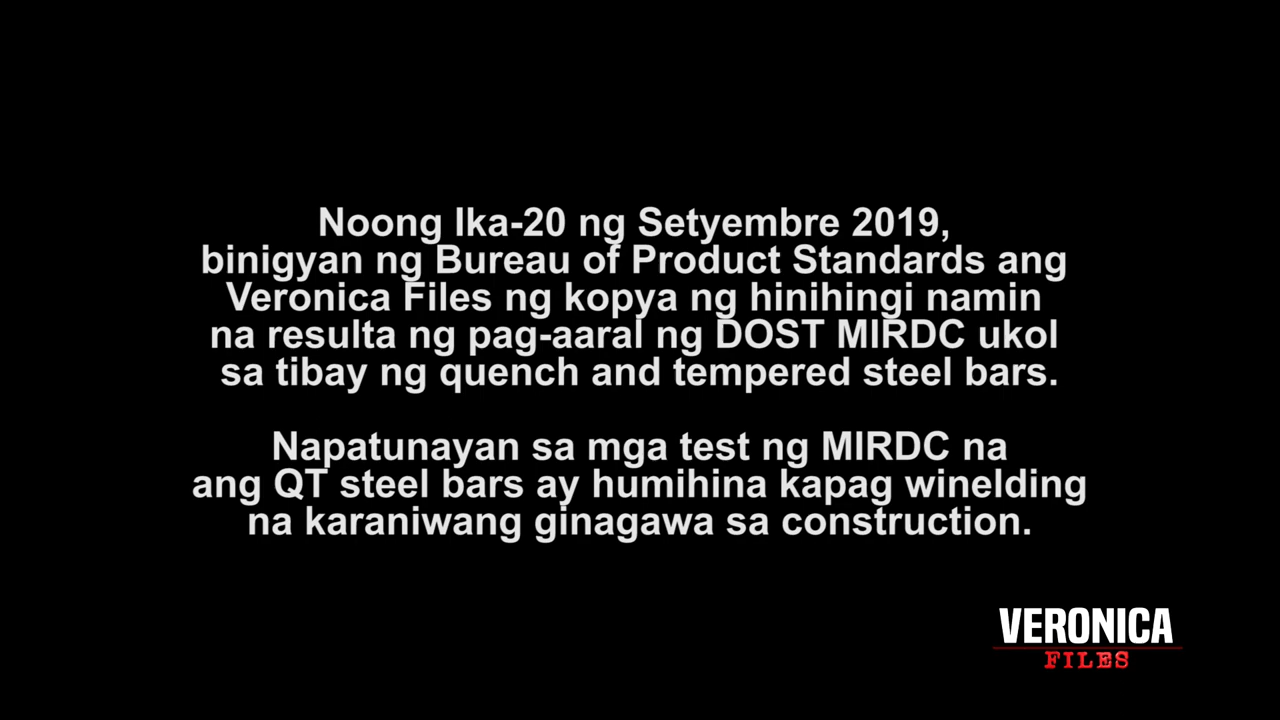 Noong Ika-20 ng Setyembre 2019,
binigyan ng Bureau of Product Standards ang
Veronica Files ng kopya ng hinihingi namin
na resulta ng pag-aaral ng DOST MIRDC ukol
sa tibay ng quench and tempered steel bars.
Napatunayan sa mga test ng MIRDC na
ang QT steel bars ay humihina kapag winelding
na karaniwang ginagawa sa construction.
VERONICA
FILES